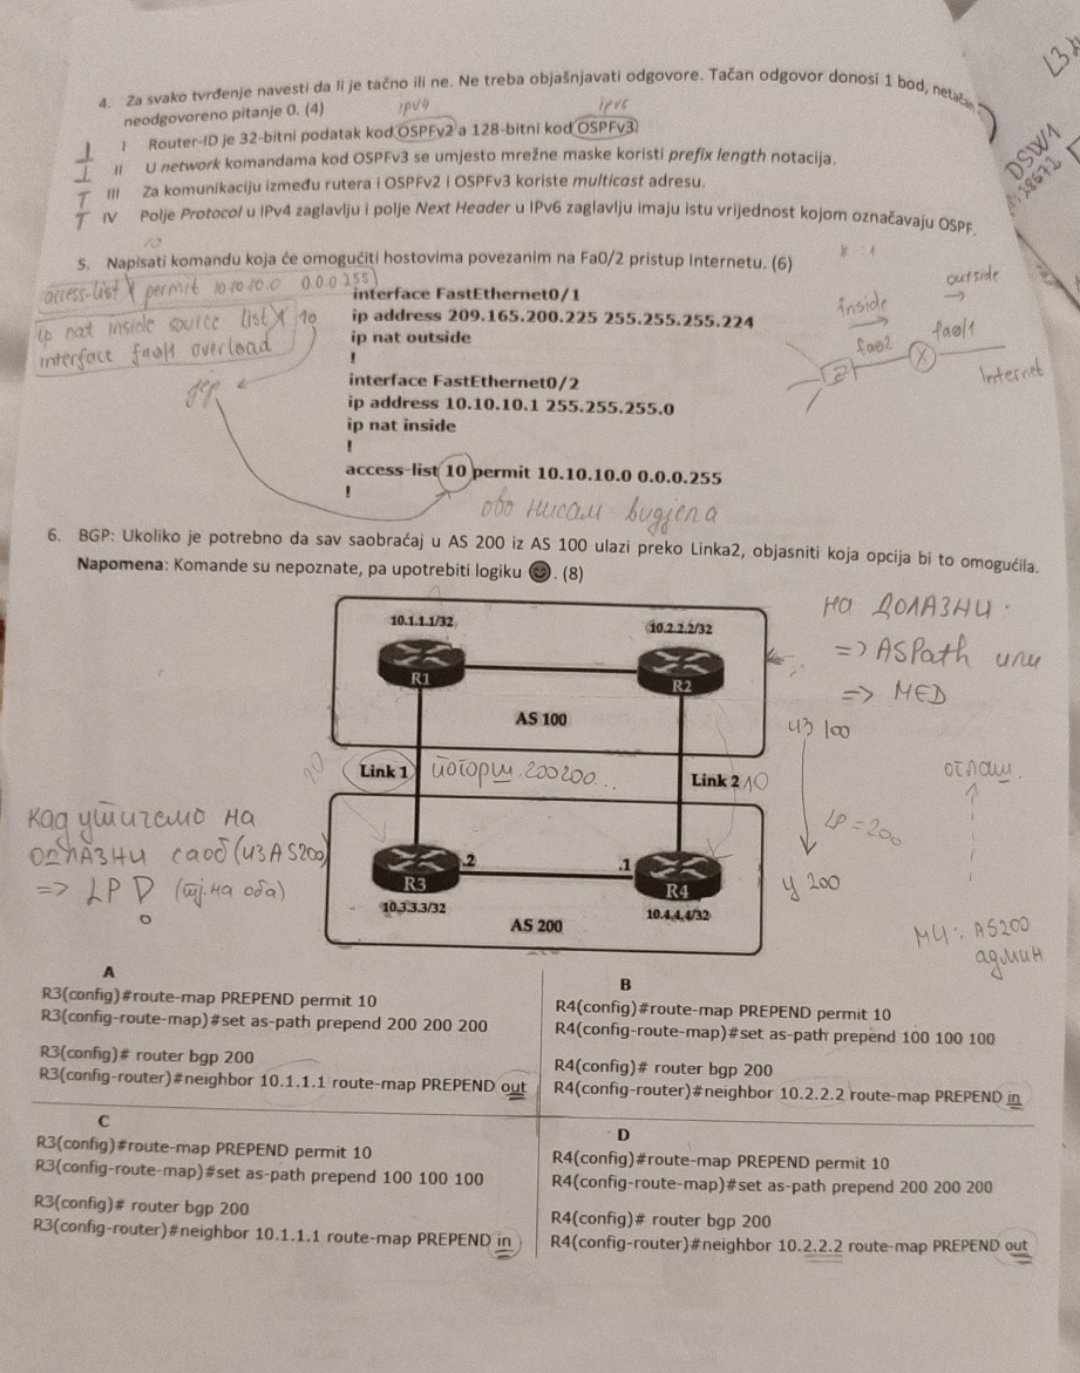 4. Za svako tvrđenje navesti da li je tačno ili ne. Ne treba objašnjavati odgovore. Tačan odgovor donosi 1 bod, netačan
neodgovoreno pitanje 0. (4)
ipv4 ipv6
⊥ I Router-ID je 32-bitni podatak kod OSPFv2 a 128-bitni kod OSPFv3.
⊥ II U network komandama kod OSPFv3 se umjesto mrežne maske koristi prefix length notacija.
T III Za komunikaciju između rutera i OSPFv2 i OSPFv3 koriste multicast adresu.
T IV Polje Protocol u IPv4 zaglavlju i polje Next Header u IPv6 zaglavlju imaju istu vrijednost kojom označavaju OSPF.
10
5. Napisati komandu koja će omogućiti hostovima povezanim na Fa0/2 pristup Internetu. (6)
access-list 1 permit 10.10.10.0 0.0.0.255
ip nat inside source list 1 10
interface fa0/1 overload
interface FastEthernet0/1
ip address 209.165.200.225 255.255.255.224
ip nat outside
!
interface FastEthernet0/2
ip address 10.10.10.1 255.255.255.0
ip nat inside
!
access-list 10 permit 10.10.10.0 0.0.0.255
!
outside
inside
fa0/1
fa02
Internet
ово нисам видјела
6. BGP: Ukoliko je potrebno da sav saobraćaj u AS 200 iz AS 100 ulazi preko Linka2, objasniti koja opcija bi to omogućila.
Napomena: Komande su nepoznate, pa upotrebiti logiku ☺. (8)
на ДОЛАЗНИ.
=> ASPath или
=> MED
10.1.1.1/32
10.2.2.2/32
R1
R2
AS 100
из 100
Link 1
200200...
Link 2 10
LP=200
у 200
Кад утичемо на
ОДЛАЗНИ саоб (из AS200)
=> LP (тј. на оба)
R3 .2
.1 R4
10.3.3.3/32
10.4.4.4/32
AS 200
МИ: AS200
админ
A
R3(config)#route-map PREPEND permit 10
R3(config-route-map)#set as-path prepend 200 200 200
R3(config)# router bgp 200
R3(config-router)#neighbor 10.1.1.1 route-map PREPEND out
B
R4(config)#route-map PREPEND permit 10
R4(config-route-map)#set as-path prepend 100 100 100
R4(config)# router bgp 200
R4(config-router)#neighbor 10.2.2.2 route-map PREPEND in
C
R3(config)#route-map PREPEND permit 10
R3(config-route-map)#set as-path prepend 100 100 100
R3(config)# router bgp 200
R3(config-router)#neighbor 10.1.1.1 route-map PREPEND in
D
R4(config)#route-map PREPEND permit 10
R4(config-route-map)#set as-path prepend 200 200 200
R4(config)# router bgp 200
R4(config-router)#neighbor 10.2.2.2 route-map PREPEND out